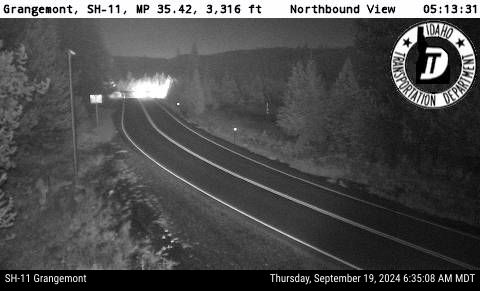 Grangemont, SH-11, MP 35.42, 3,316 ft Northbound View 05:13:31
IDAHO
TRANSPORTATION DEPARTMENT
SH-11 Grangemont Thursday, September 19, 2024 6:35:08 AM MDT